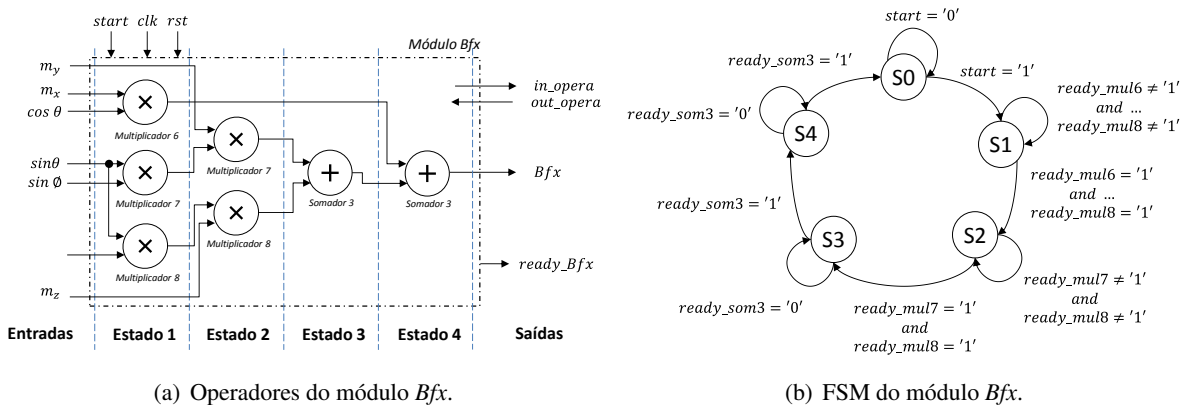 start clk rst
Módulo Bfx
m_y
m_x
cos θ
×
Multiplicador 6
in_opera
out_opera
sinθ
sin ∅
×
Multiplicador 7
×
Multiplicador 7
+
Somador 3
+
Somador 3
Bfx
×
Multiplicador 8
×
Multiplicador 8
ready_Bfx
m_z
Entradas Estado 1 Estado 2 Estado 3 Estado 4 Saídas
(a) Operadores do módulo Bfx.
start = '0'
S0
ready_som3 = '1'
start = '1'
ready_mul6 ≠ '1'
and ...
ready_mul8 ≠ '1'
ready_som3 = '0'
S4
S1
ready_mul6 = '1'
and ...
ready_mul8 = '1'
ready_som3 = '1'
S3
S2
ready_som3 = '0'
ready_mul7 = '1'
and
ready_mul8 = '1'
ready_mul7 ≠ '1'
and
ready_mul8 ≠ '1'
(b) FSM do módulo Bfx.